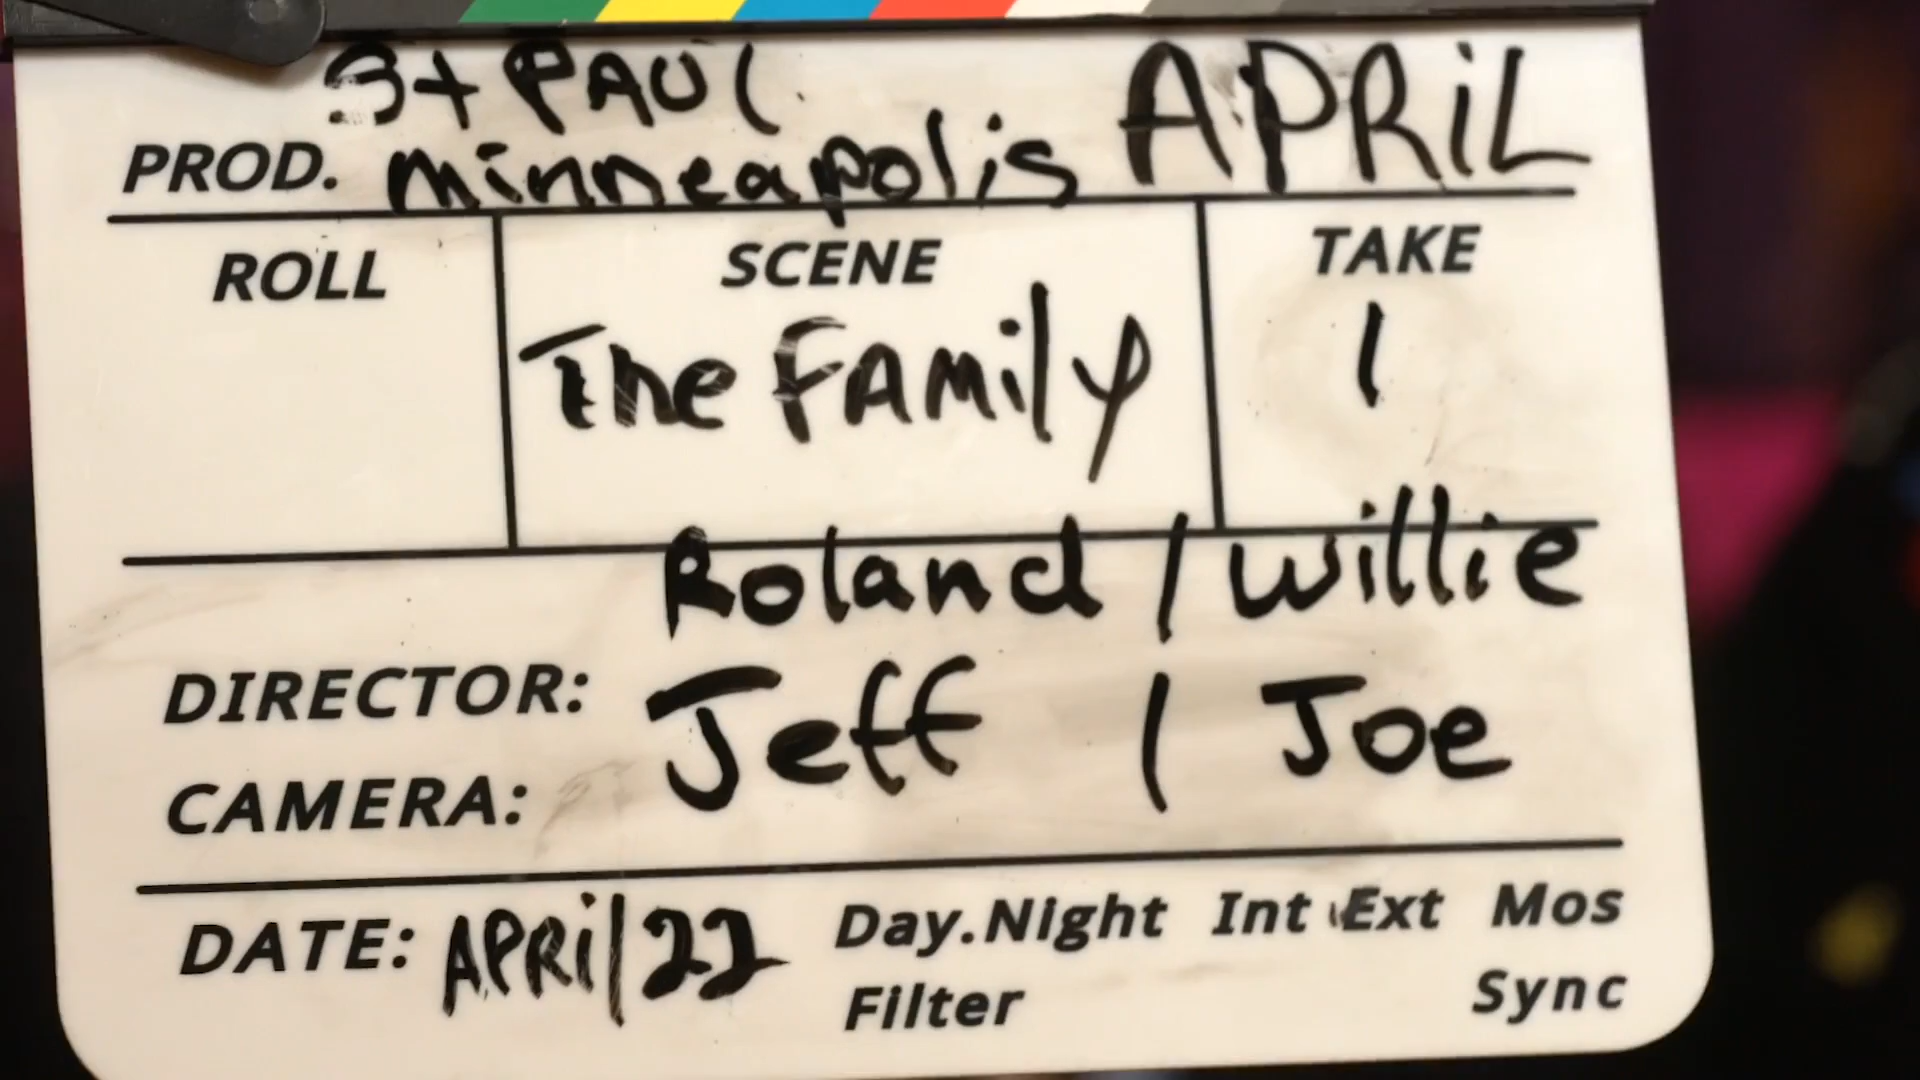 St PAUL
PROD. minneapolis APRiL
ROLL SCENE TAKE
The FAMily 1
Roland / Willie
DIRECTOR: Jeff / Joe
CAMERA:
DATE: APRil 22 Day.Night Int Ext Mos
Filter Sync